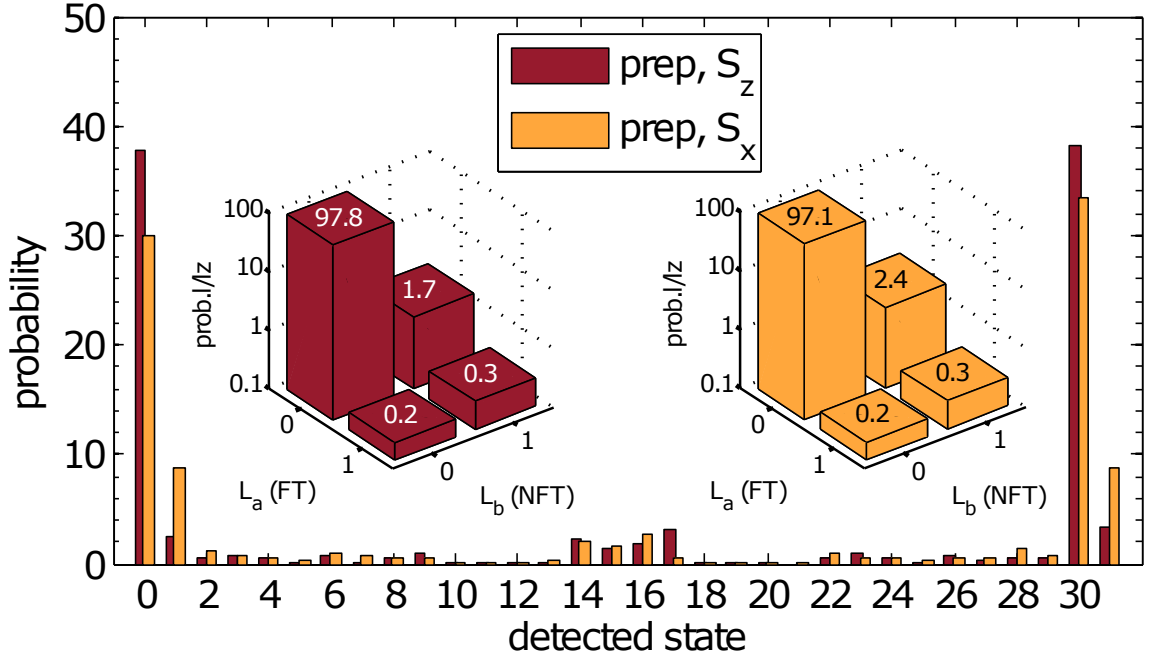 50
40
30
20
10
0
probability
prep, S_z
prep, S_x
100
10
1
0.1
prob.I/Iz
97.8
1.7
0.3
0.2
0
1
0
1
L_a (FT)
L_b (NFT)
100
10
1
0.1
prob.I/Iz
97.1
2.4
0.3
0.2
0
1
0
1
L_a (FT)
L_b (NFT)
0 2 4 6 8 10 12 14 16 18 20 22 24 26 28 30
detected state